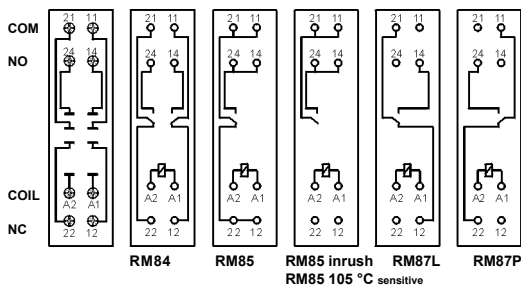 COM
NO
COIL
NC
21 11 21 11 21 11 21 11 21 11 21 11
24 14 24 14 24 14 24 14 24 14 24 14
A2 A1 A2 A1 A2 A1 A2 A1 A2 A1 A2 A1
22 12 22 12 22 12 22 12 22 12 22 12
RM84 RM85 RM85 inrush RM87L RM87P
RM85 105 °C sensitive